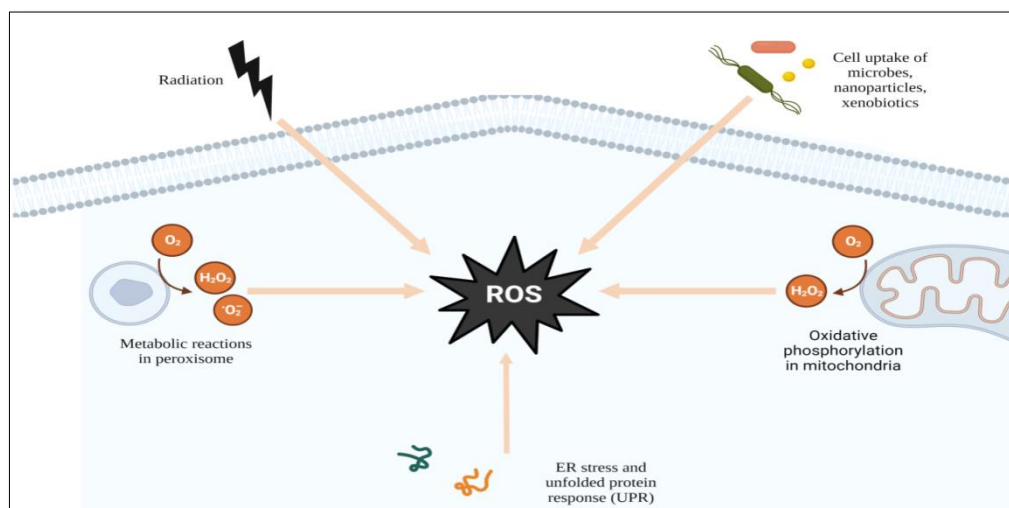 Radiation
Cell uptake of
microbes,
nanoparticles,
xenobiotics
O₂
H₂O₂
˙O₂⁻
Metabolic reactions
in peroxisome
ROS
O₂
H₂O₂
Oxidative
phosphorylation
in mitochondria
ER stress and
unfolded protein
response (UPR)